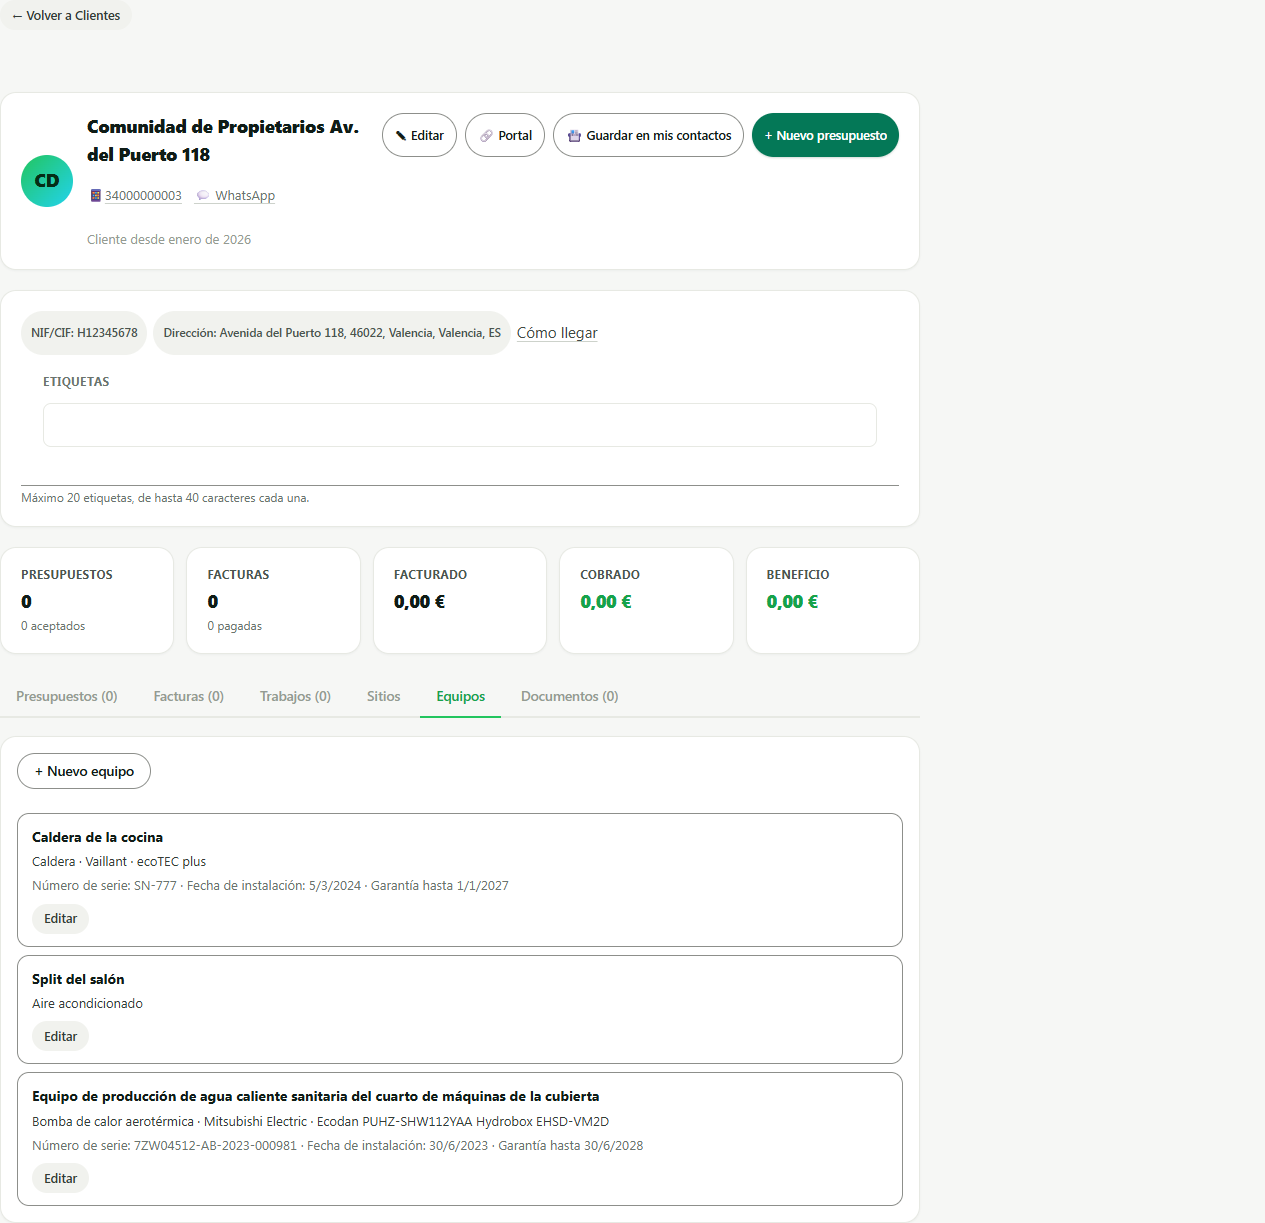 ← Volver a Clientes
Comunidad de Propietarios Av.
del Puerto 118
Editar
Portal
Guardar en mis contactos
+ Nuevo presupuesto
CD
34000000003
WhatsApp
Cliente desde enero de 2026
NIF/CIF: H12345678
Dirección: Avenida del Puerto 118, 46022, Valencia, Valencia, ES
Cómo llegar
ETIQUETAS
Máximo 20 etiquetas, de hasta 40 caracteres cada una.
PRESUPUESTOS
0
0 aceptados
FACTURAS
0
0 pagadas
FACTURADO
0,00 €
COBRADO
0,00 €
BENEFICIO
0,00 €
Presupuestos (0)
Facturas (0)
Trabajos (0)
Sitios
Equipos
Documentos (0)
+ Nuevo equipo
Caldera de la cocina
Caldera · Vaillant · ecoTEC plus
Número de serie: SN-777 · Fecha de instalación: 5/3/2024 · Garantía hasta 1/1/2027
Editar
Split del salón
Aire acondicionado
Editar
Equipo de producción de agua caliente sanitaria del cuarto de máquinas de la cubierta
Bomba de calor aerotérmica · Mitsubishi Electric · Ecodan PUHZ-SHW112YAA Hydrobox EHSD-VM2D
Número de serie: 7ZW04512-AB-2023-000981 · Fecha de instalación: 30/6/2023 · Garantía hasta 30/6/2028
Editar